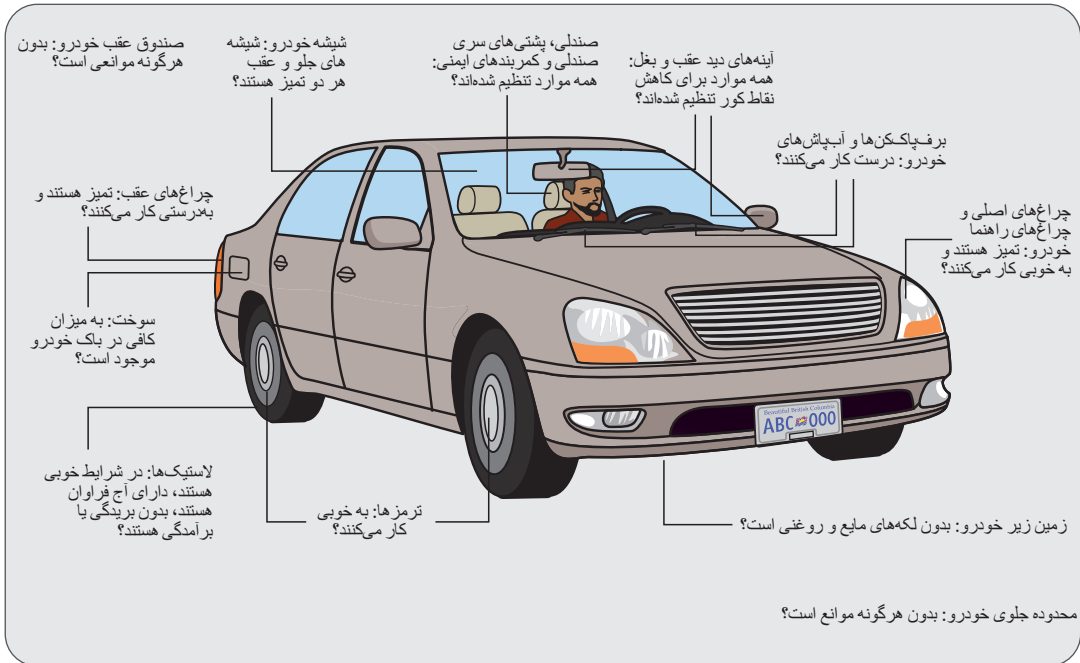 صندوق عقب خودرو: بدون
هرگونه موانعی است؟
شیشه خودرو: شیشه
های جلو و عقب
هر دو تمیز هستند؟
صندلی، پشتی‌های سری
صندلی و کمربندهای ایمنی:
همه موارد تنظیم شده‌اند؟
آینه‌های دید عقب و بغل:
همه موارد برای کاهش
نقاط کور تنظیم شده‌اند؟
برف‌پاک‌کن‌ها و آب‌پاش‌های
خودرو: درست کار می‌کنند؟
چراغ‌های اصلی و
چراغ‌های راهنما
خودرو: تمیز هستند و
به خوبی کار می‌کنند؟
چراغ‌های عقب: تمیز هستند و
به‌درستی کار می‌کنند؟
سوخت: به میزان
کافی در باک خودرو
موجود است؟
لاستیک‌ها: در شرایط خوبی
هستند، دارای آج فراوان
هستند، بدون بریدگی یا
برآمدگی هستند؟
ترمزها: به خوبی
کار می‌کنند؟
Beautiful British Columbia
ABC 000
زمین زیر خودرو: بدون لکه‌های مایع و روغنی است؟
محدوده جلوی خودرو: بدون هرگونه موانع است؟